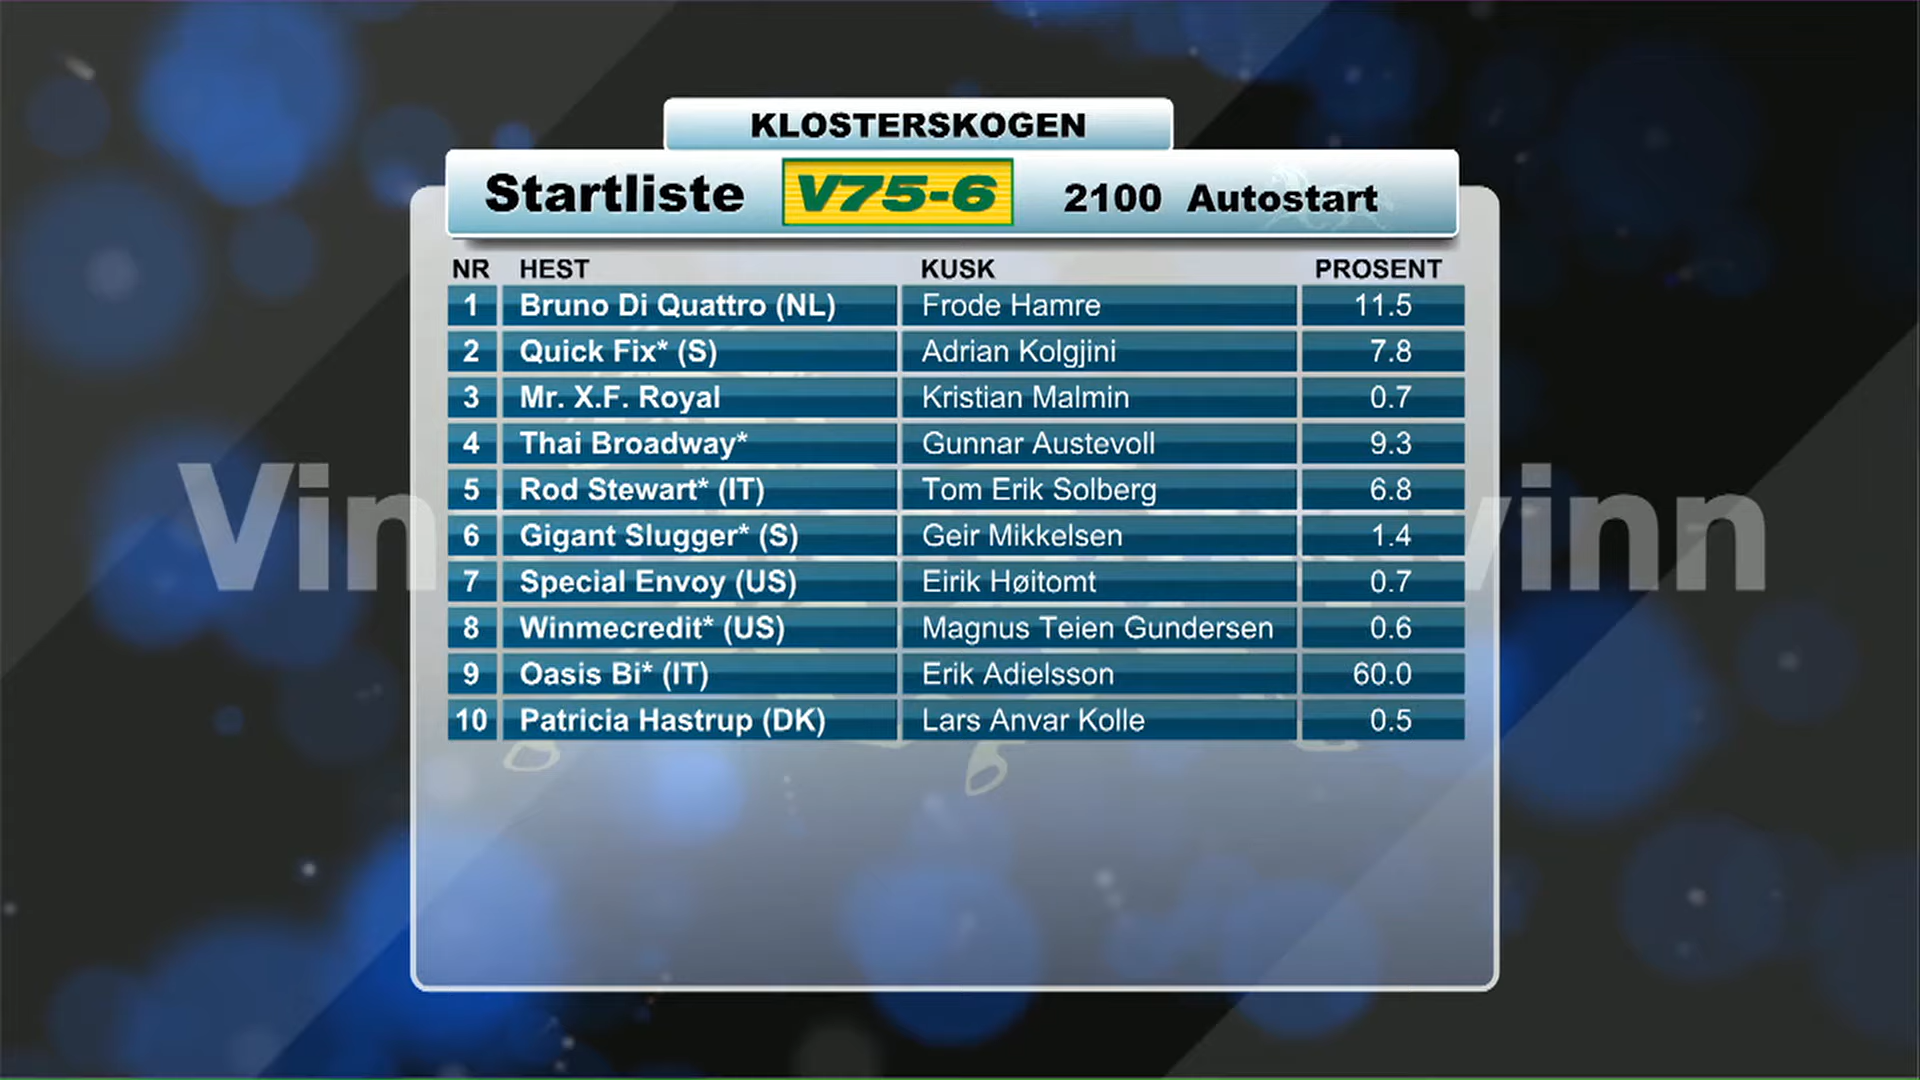 KLOSTERSKOGEN
Startliste V75-6 2100 Autostart
NR HEST KUSK PROSENT
1 Bruno Di Quattro (NL) Frode Hamre 11.5
2 Quick Fix* (S) Adrian Kolgjini 7.8
3 Mr. X.F. Royal Kristian Malmin 0.7
4 Thai Broadway* Gunnar Austevoll 9.3
5 Rod Stewart* (IT) Tom Erik Solberg 6.8
6 Gigant Slugger* (S) Geir Mikkelsen 1.4
7 Special Envoy (US) Eirik Høitomt 0.7
8 Winmecredit* (US) Magnus Teien Gundersen 0.6
9 Oasis Bi* (IT) Erik Adielsson 60.0
10 Patricia Hastrup (DK) Lars Anvar Kolle 0.5